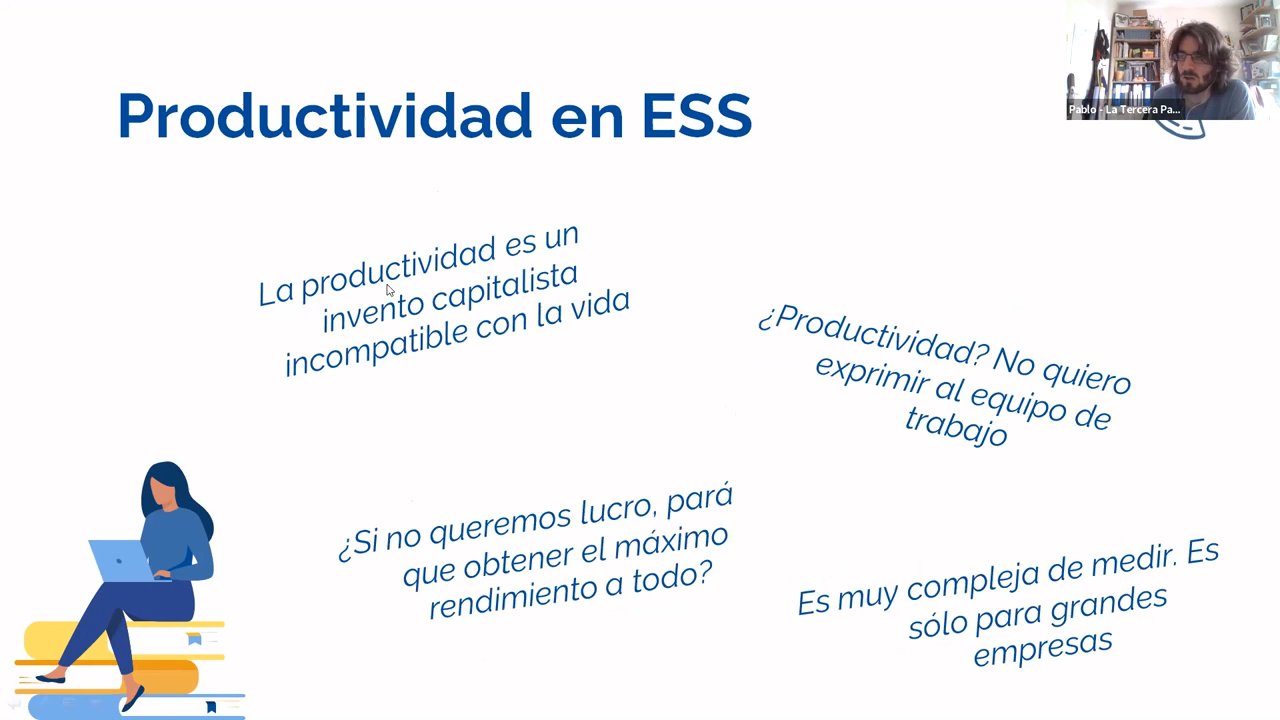 Productividad en ESS
Pablo - La Tercera Pa...
La productividad es un
invento capitalista
incompatible con la vida
¿Productividad? No quiero
exprimir al equipo de
trabajo
¿Si no queremos lucro, pará
que obtener el máximo
rendimiento a todo?
Es muy compleja de medir. Es
sólo para grandes
empresas